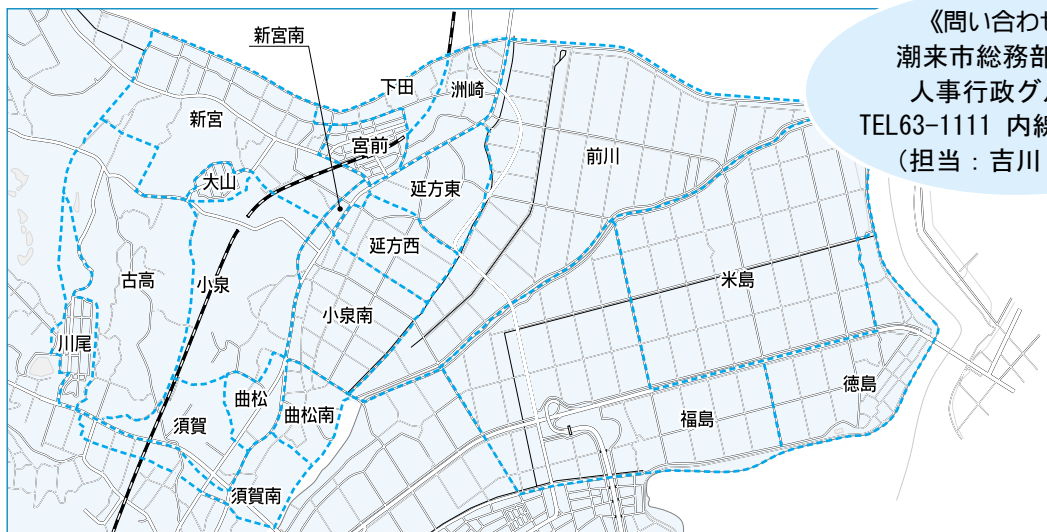 《問い合わせ
潮来市総務部
人事行政グル
TEL63-1111 内線
(担当：吉川
新宮南
下田
洲崎
新宮
宮前
前川
大山
延方東
延方西
古高
小泉
米島
小泉南
川尾
徳島
曲松
曲松南
福島
須賀
須賀南